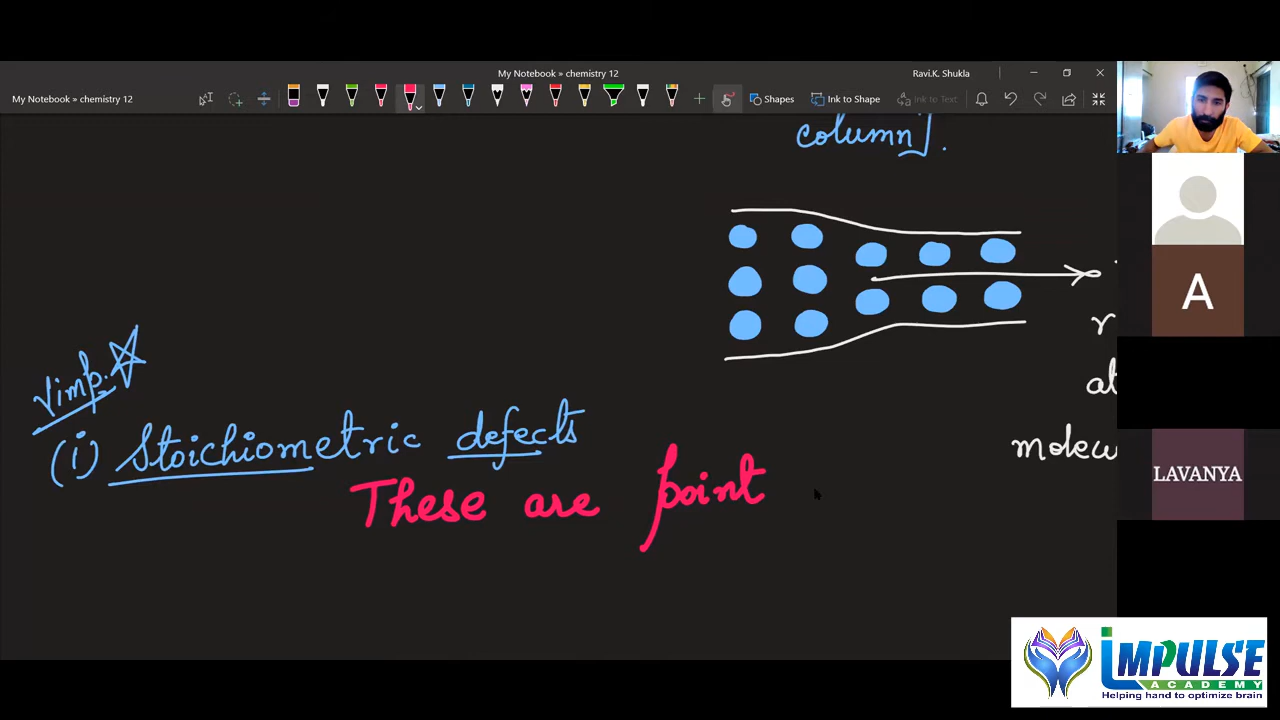 My Notebook » chemistry 12
Ravi.K. Shukla
My Notebook » chemistry 12
Shapes
Ink to Shape
Ink to Text
column].
r
at
molecu
Vimp.
(i) Stoichiometric defects
These are point
A
LAVANYA
iMPULSE
ACADEMY
Helping hand to optimize brain